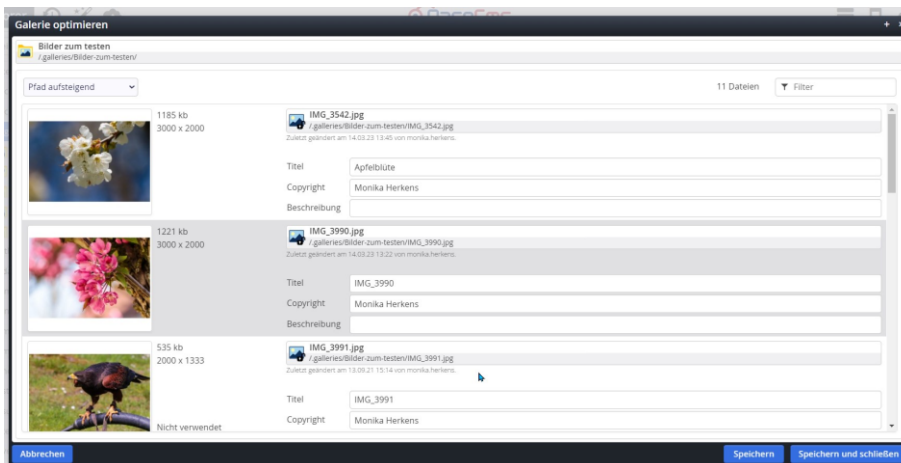 Galerie optimieren
Bilder zum testen
/.galleries/Bilder-zum-testen/
Pfad aufsteigend
11 Dateien
Filter
1185 kb
3000 x 2000
IMG_3542.jpg
/.galleries/Bilder-zum-testen/IMG_3542.jpg
Zuletzt geändert am 14.03.23 13:45 von monika.herkens.
Titel Apfelblüte
Copyright Monika Herkens
Beschreibung
1221 kb
3000 x 2000
IMG_3990.jpg
/.galleries/Bilder-zum-testen/IMG_3990.jpg
Zuletzt geändert am 14.03.23 13:22 von monika.herkens.
Titel IMG_3990
Copyright Monika Herkens
Beschreibung
535 kb
2000 x 1333
Nicht verwendet
IMG_3991.jpg
/.galleries/Bilder-zum-testen/IMG_3991.jpg
Zuletzt geändert am 13.09.21 15:14 von monika.herkens.
Titel IMG_3991
Copyright Monika Herkens
Abbrechen Speichern Speichern und schließen